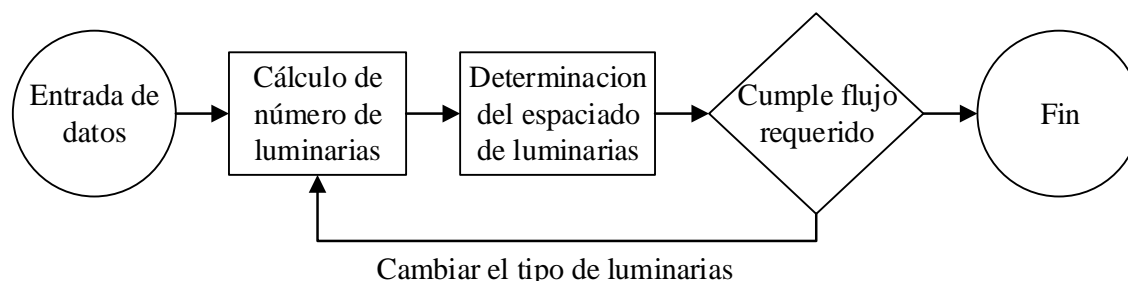 Entrada de
datos
Cálculo de
número de
luminarias
Determinacion
del espaciado
de luminarias
Cumple flujo
requerido
Fin
Cambiar el tipo de luminarias